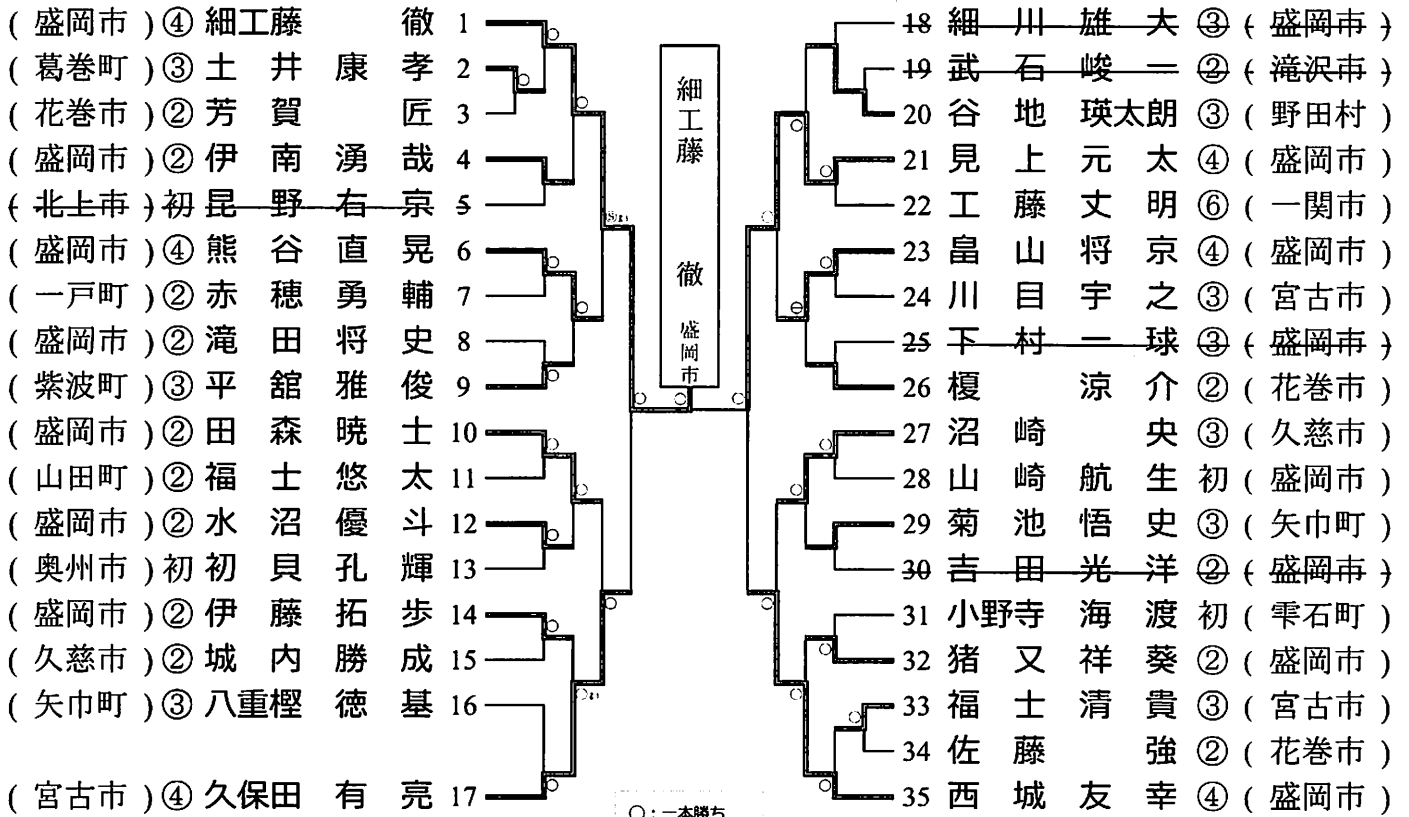 ( 盛岡市 ) ④ 細工藤 徹 1
( 葛巻町 ) ③ 土井康孝 2
( 花巻市 ) ② 芳賀 匠 3
( 盛岡市 ) ② 伊南湧哉 4
( 北上市 ) 初 昆野右京 5
( 盛岡市 ) ④ 熊谷直晃 6
( 一戸町 ) ② 赤穂勇輔 7
( 盛岡市 ) ② 滝田将史 8
( 紫波町 ) ③ 平舘雅俊 9
( 盛岡市 ) ② 田森暁士 10
( 山田町 ) ② 福士悠太 11
( 盛岡市 ) ② 水沼優斗 12
( 奥州市 ) 初 初貝孔輝 13
( 盛岡市 ) ② 伊藤拓歩 14
( 久慈市 ) ② 城内勝成 15
( 矢巾町 ) ③ 八重樫徳基 16
( 宮古市 ) ④ 久保田有亮 17
細工藤 徹 盛岡市
18 細川雄大 ③ ( 盛岡市 )
19 武石峻一 ② ( 滝沢市 )
20 谷地瑛太朗 ③ ( 野田村 )
21 見上元太 ④ ( 盛岡市 )
22 工藤丈明 ⑥ ( 一関市 )
23 畠山将京 ④ ( 盛岡市 )
24 川目宇之 ③ ( 宮古市 )
25 下村一球 ③ ( 盛岡市 )
26 榎 涼介 ② ( 花巻市 )
27 沼崎 央 ③ ( 久慈市 )
28 山崎航生 初 ( 盛岡市 )
29 菊池悟史 ③ ( 矢巾町 )
30 吉田光洋 ② ( 盛岡市 )
31 小野寺海渡 初 ( 雫石町 )
32 猪又祥葵 ② ( 盛岡市 )
33 福士清貴 ③ ( 宮古市 )
34 佐藤 強 ② ( 花巻市 )
35 西城友幸 ④ ( 盛岡市 )
○：一本勝ち